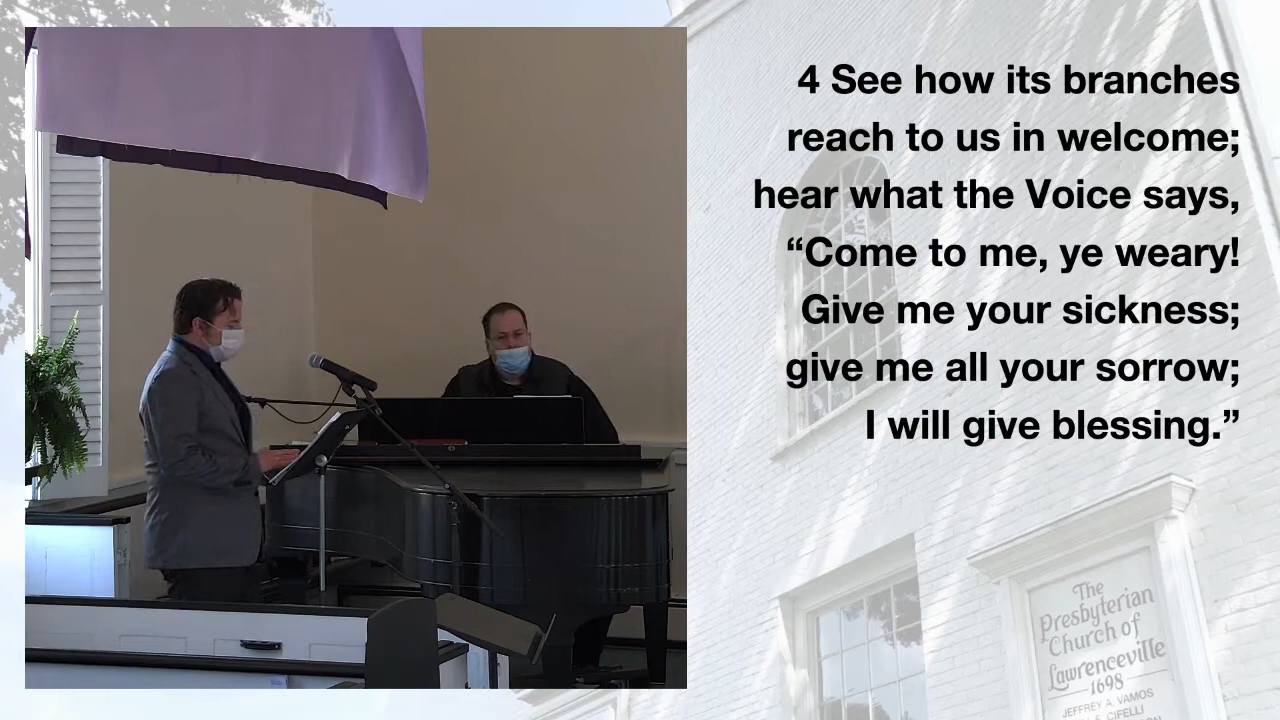 4 See how its branches
reach to us in welcome;
hear what the Voice says,
“Come to me, ye weary!
Give me your sickness;
give me all your sorrow;
I will give blessing.”
The
Presbyterian
Church of
Lawrenceville
1698
JEFFREY A. VAMOS
CIFELLI